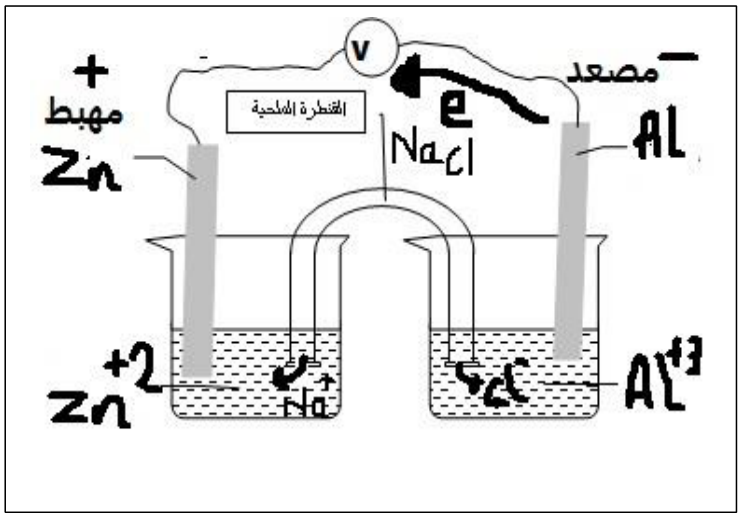 V
+
مهبط
Zn
القنطرة الملحية
NaCl
e
مصعد −
Al
Zn+2
Na+
Cl-
Al+3